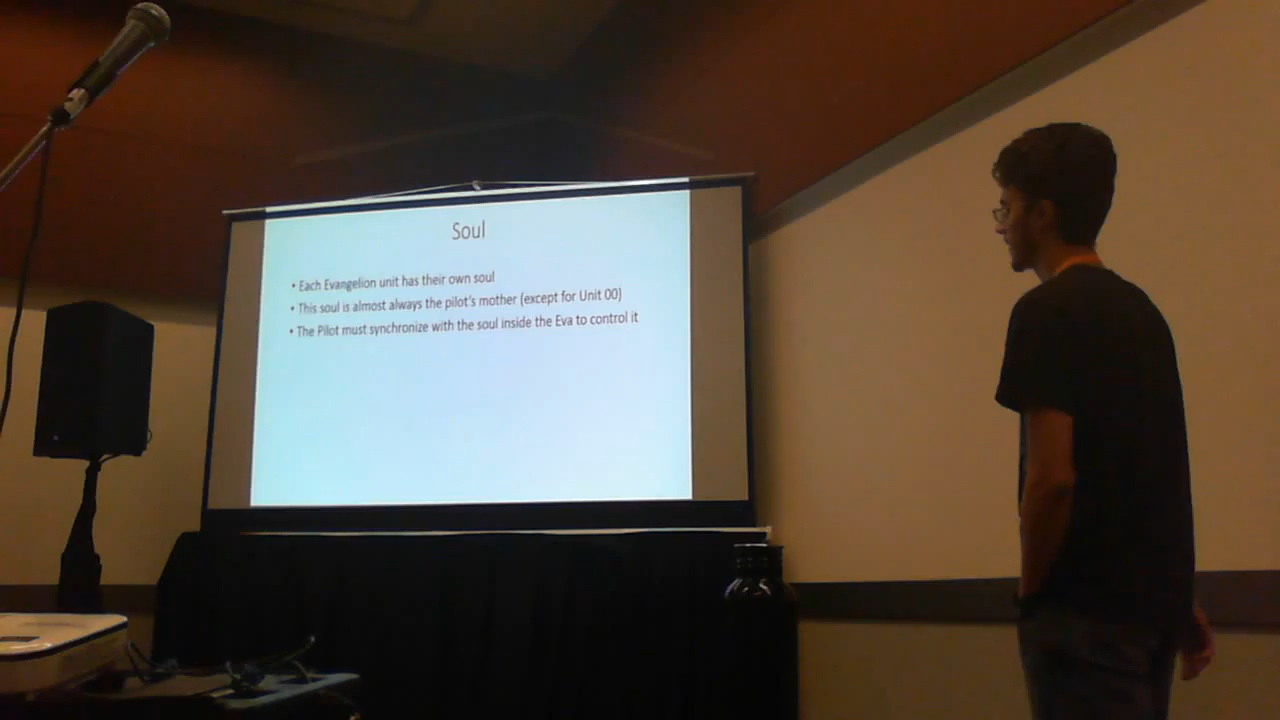 Soul
• Each Evangelion unit has their own soul
• This soul is almost always the pilot's mother (except for Unit 00)
• The Pilot must synchronize with the soul inside the Eva to control it